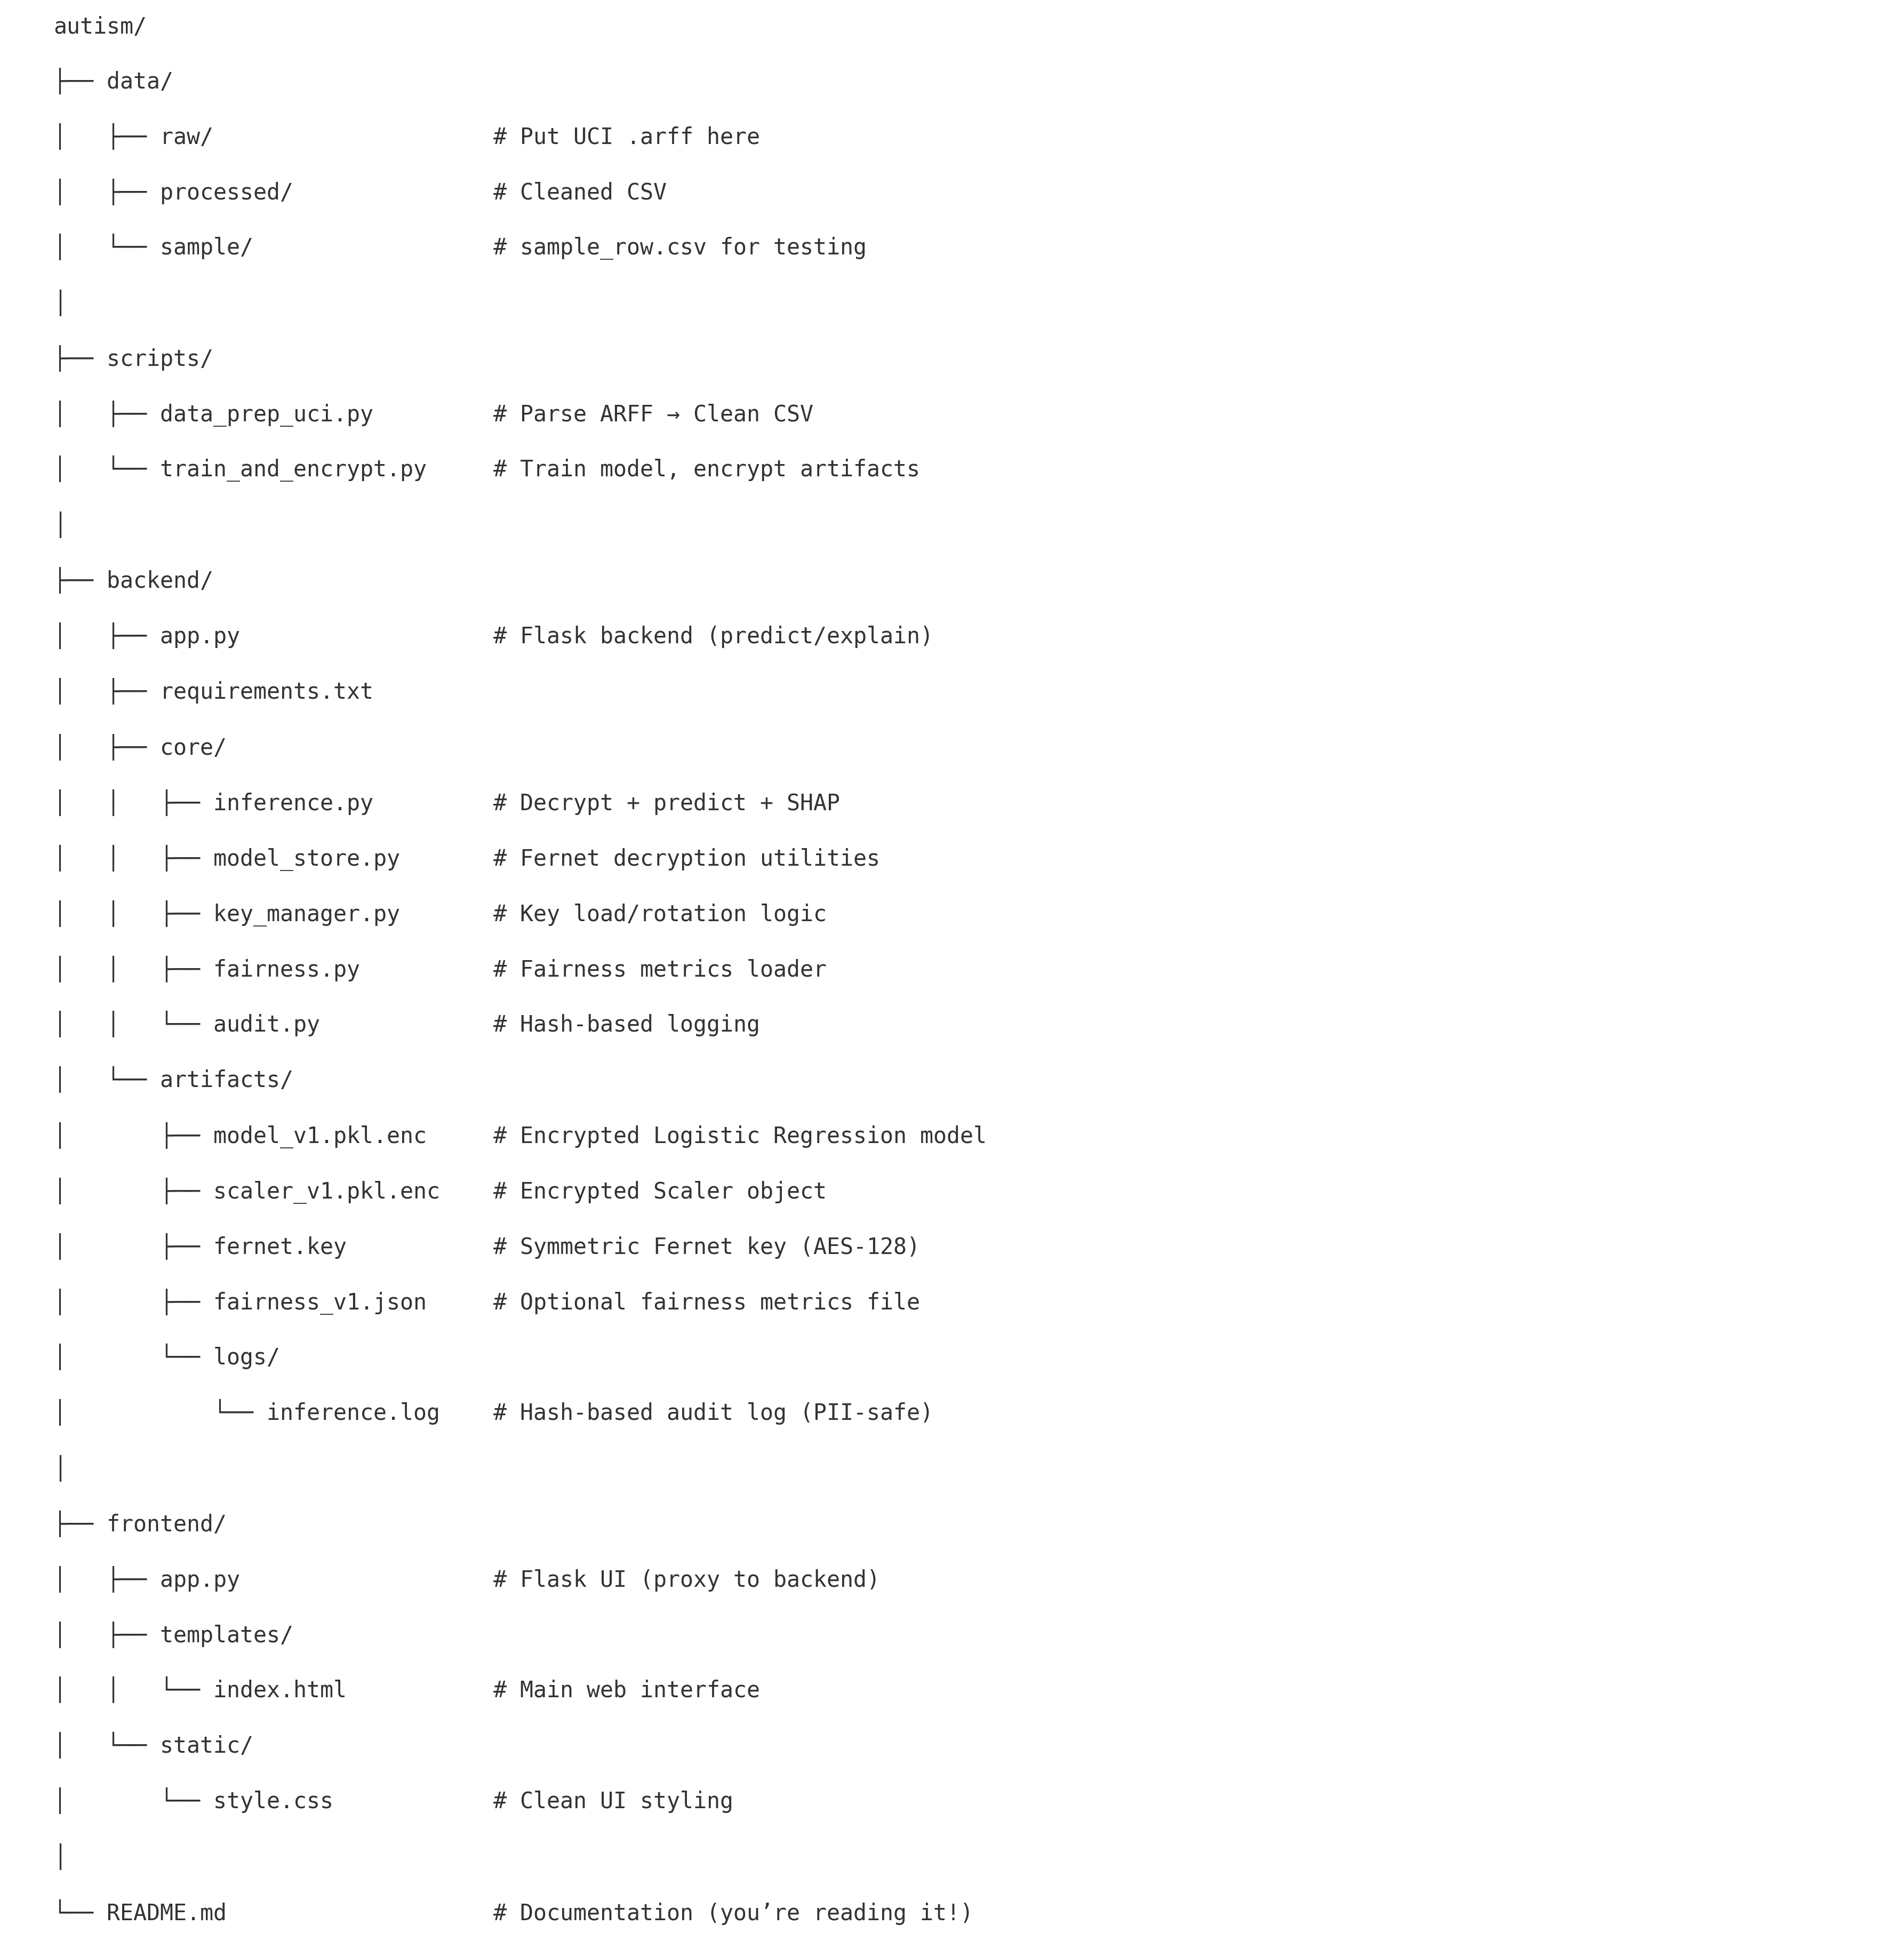 autism/
├── data/
│   ├── raw/                     # Put UCI .arff here
│   ├── processed/               # Cleaned CSV
│   └── sample/                  # sample_row.csv for testing
│
├── scripts/
│   ├── data_prep_uci.py         # Parse ARFF → Clean CSV
│   └── train_and_encrypt.py     # Train model, encrypt artifacts
│
├── backend/
│   ├── app.py                   # Flask backend (predict/explain)
│   ├── requirements.txt
│   ├── core/
│   │   ├── inference.py         # Decrypt + predict + SHAP
│   │   ├── model_store.py       # Fernet decryption utilities
│   │   ├── key_manager.py       # Key load/rotation logic
│   │   ├── fairness.py          # Fairness metrics loader
│   │   └── audit.py             # Hash-based logging
│   └── artifacts/
│       ├── model_v1.pkl.enc     # Encrypted Logistic Regression model
│       ├── scaler_v1.pkl.enc    # Encrypted Scaler object
│       ├── fernet.key           # Symmetric Fernet key (AES-128)
│       ├── fairness_v1.json     # Optional fairness metrics file
│       └── logs/
│           └── inference.log    # Hash-based audit log (PII-safe)
│
├── frontend/
│   ├── app.py                   # Flask UI (proxy to backend)
│   ├── templates/
│   │   └── index.html           # Main web interface
│   └── static/
│       └── style.css            # Clean UI styling
│
└── README.md                    # Documentation (you’re reading it!)